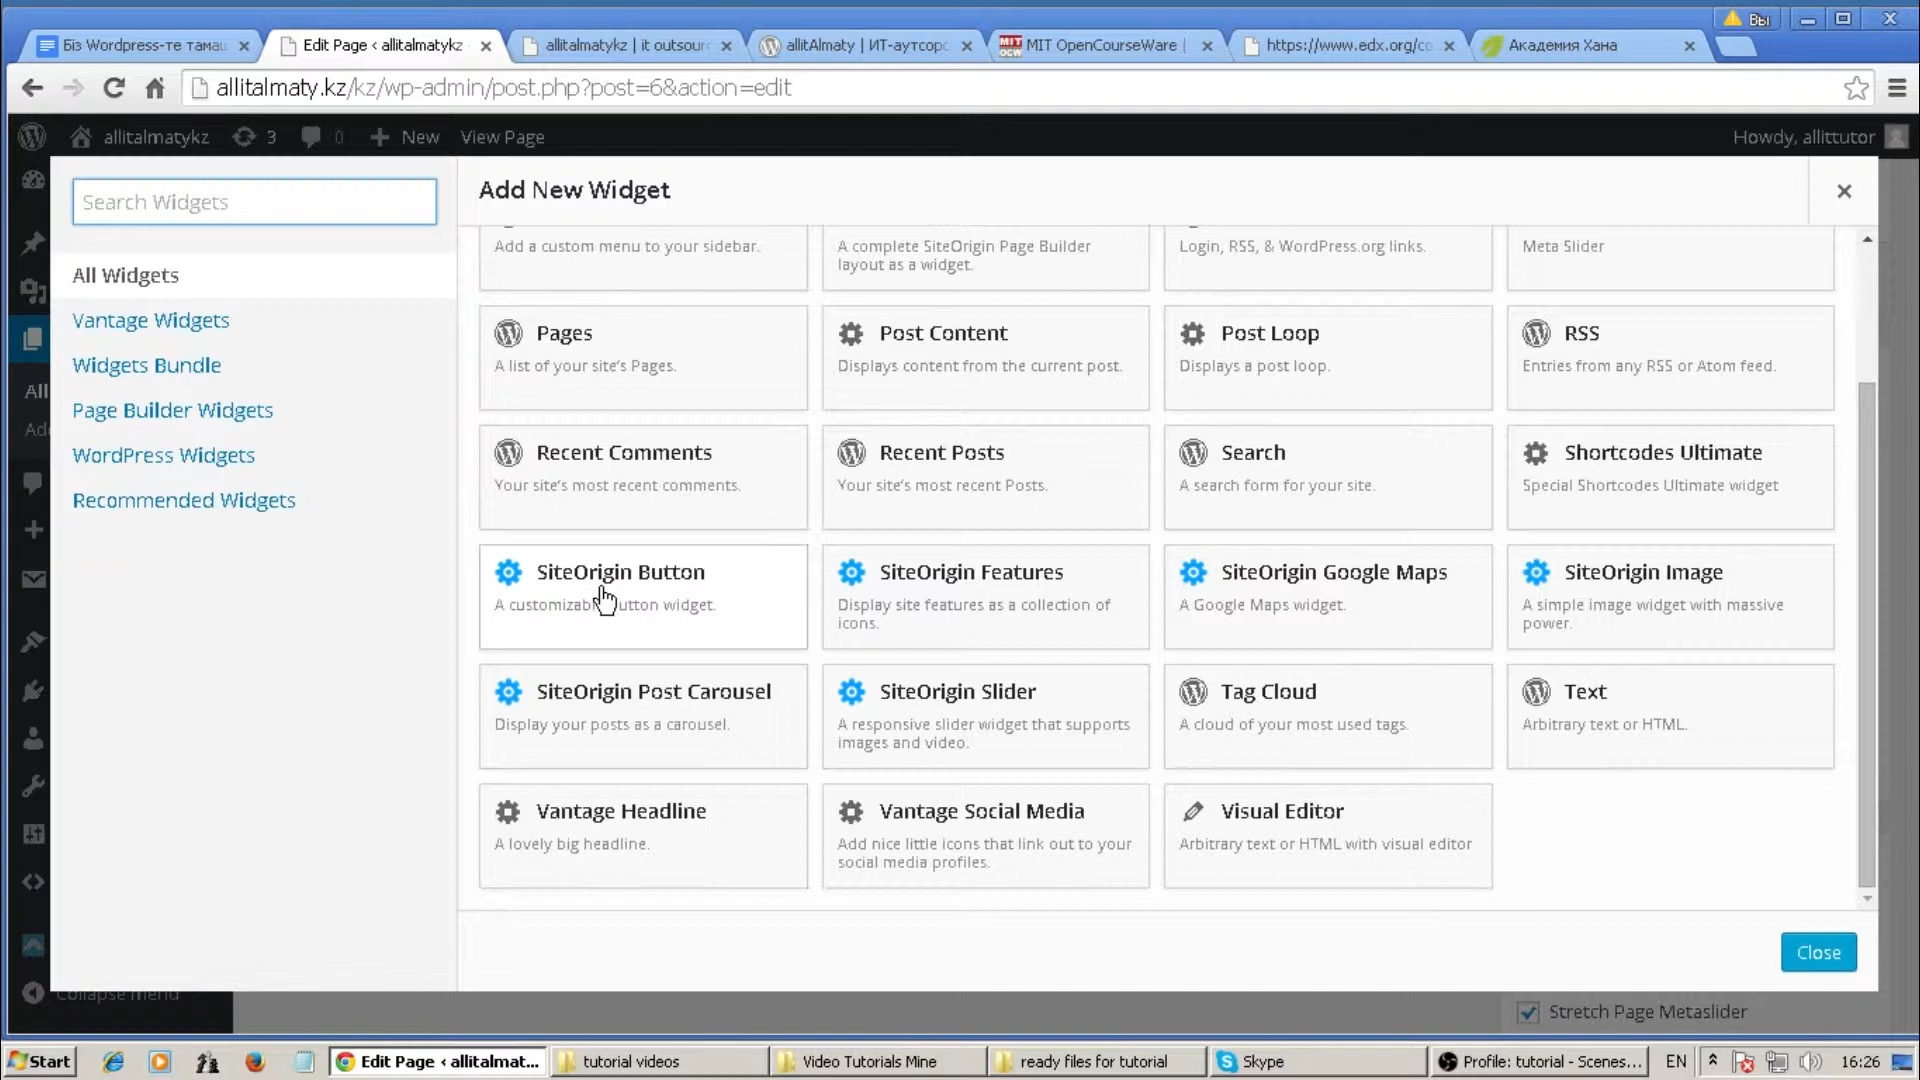 Вы
Біз Wordpress-те тамаш
Edit Page ‹ allitalmatykz
allitalmatykz | it outsour
allitAlmaty | ИТ-аутсорс
MIT OpenCourseWare |
https://www.edx.org/co
Академия Хана
allitalmaty.kz/kz/wp-admin/post.php?post=6&action=edit
allitalmatykz
3
0
New
View Page
Howdy, allittutor
Search Widgets
Add New Widget
All Widgets
Vantage Widgets
Widgets Bundle
Page Builder Widgets
WordPress Widgets
Recommended Widgets
All
Add
Add a custom menu to your sidebar.
A complete SiteOrigin Page Builder
layout as a widget.
Login, RSS, & WordPress.org links.
Meta Slider
Pages
A list of your site's Pages.
Post Content
Displays content from the current post.
Post Loop
Displays a post loop.
RSS
Entries from any RSS or Atom feed.
Recent Comments
Your site's most recent comments.
Recent Posts
Your site's most recent Posts.
Search
A search form for your site.
Shortcodes Ultimate
Special Shortcodes Ultimate widget
SiteOrigin Button
A customizable button widget.
SiteOrigin Features
Display site features as a collection of
icons.
SiteOrigin Google Maps
A Google Maps widget.
SiteOrigin Image
A simple image widget with massive
power.
SiteOrigin Post Carousel
Display your posts as a carousel.
SiteOrigin Slider
A responsive slider widget that supports
images and video.
Tag Cloud
A cloud of your most used tags.
Text
Arbitrary text or HTML.
Vantage Headline
A lovely big headline.
Vantage Social Media
Add nice little icons that link out to your
social media profiles.
Visual Editor
Arbitrary text or HTML with visual editor
Close
Collapse menu
Stretch Page Metaslider
Start
Edit Page ‹ allitalmat...
tutorial videos
Video Tutorials Mine
ready files for tutorial
Skype
Profile: tutorial - Scenes...
EN
16:26